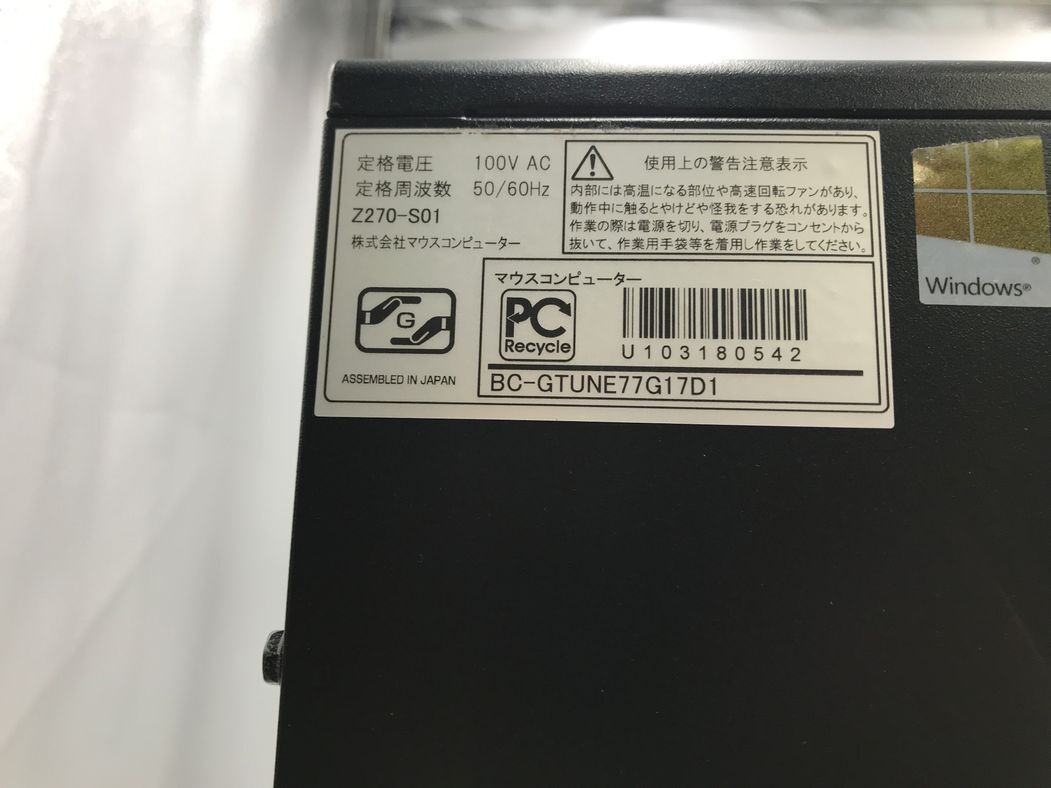 定格電圧 100V AC
定格周波数 50/60Hz
Z270-S01
株式会社マウスコンピューター
使用上の警告注意表示
内部には高温になる部位や高速回転ファンがあり、
動作中に触るとやけどや怪我をする恐れがあります。
作業の際は電源を切り、電源プラグをコンセントから
抜いて、作業用手袋等を着用し作業をしてください。
G
ASSEMBLED IN JAPAN
マウスコンピューター
PC
Recycle
U103180542
BC-GTUNE77G17D1
Windows®